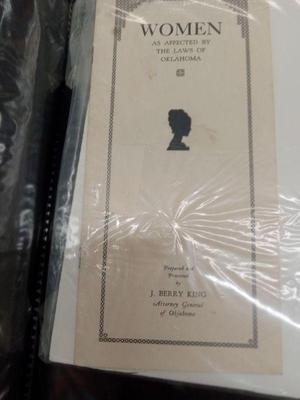 WOMEN
AS AFFECTED BY
THE LAWS OF
OKLAHOMA
Prepared and
Presented
by
J. BERRY KING
Attorney General
of Oklahoma